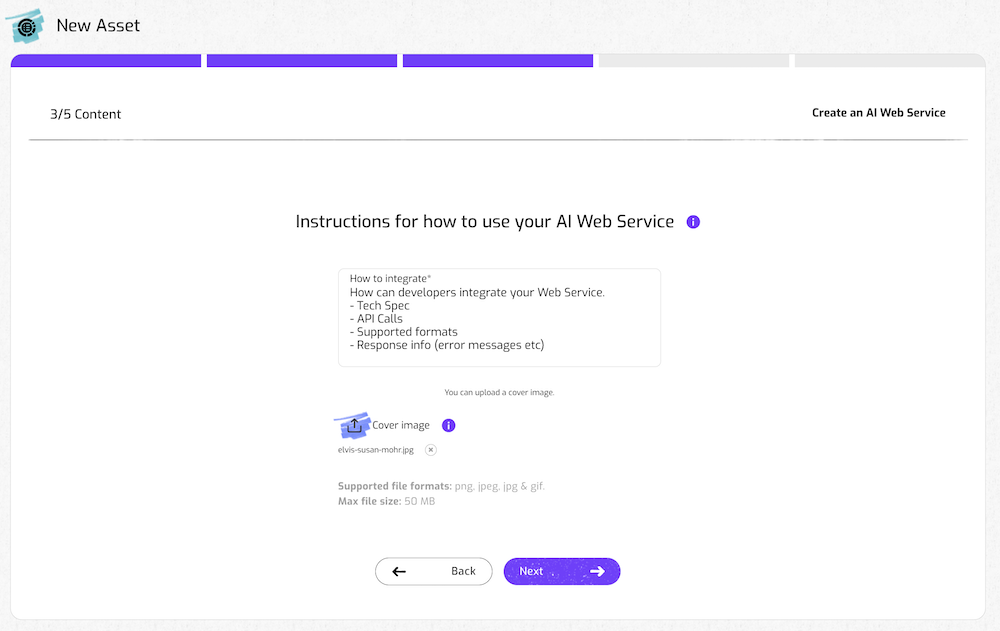 New Asset
3/5 Content
Create an AI Web Service
Instructions for how to use your AI Web Service
i
How to integrate*
How can developers integrate your Web Service.
- Tech Spec
- API Calls
- Supported formats
- Response info (error messages etc)
You can upload a cover image.
Cover image
i
elvis-susan-mohr.jpg
Supported file formats: png, jpeg, jpg & gif.
Max file size: 50 MB
Back
Next